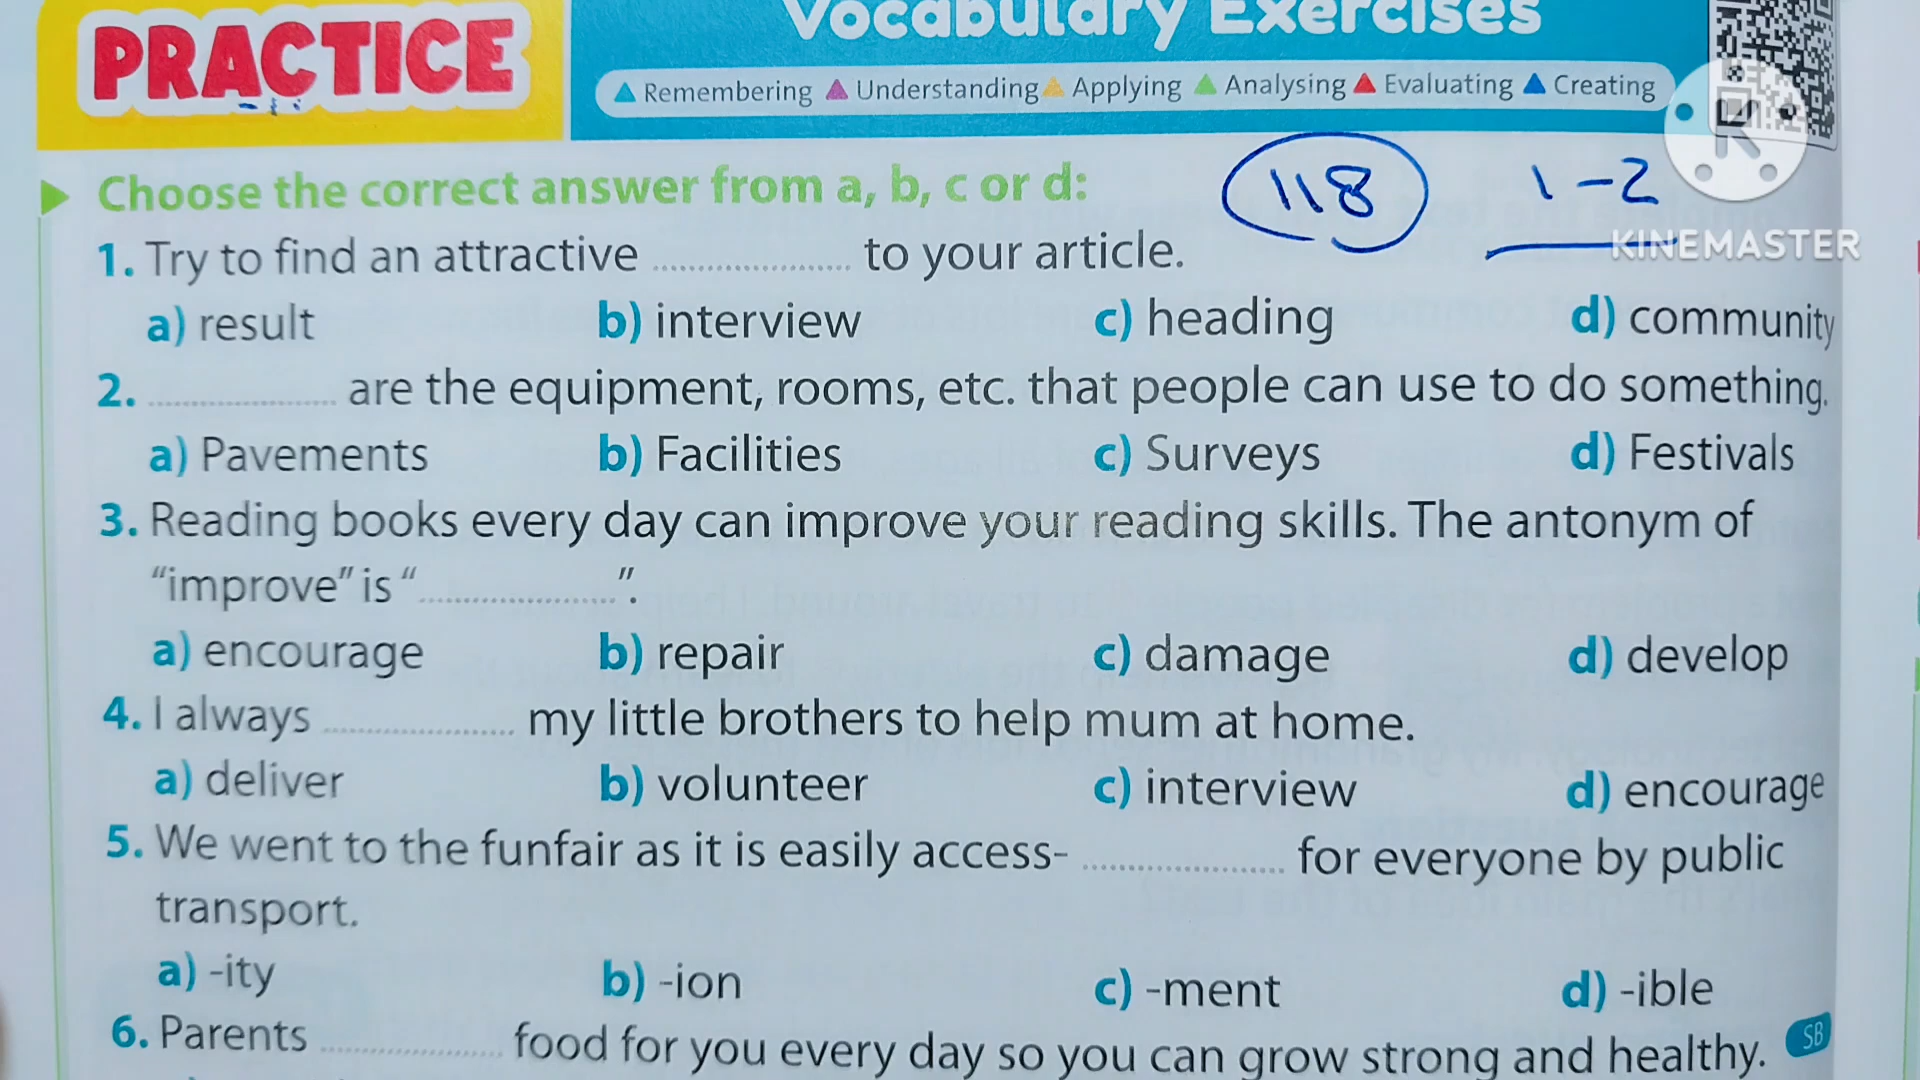 PRACTICE
Vocabulary Exercises
Remembering Understanding Applying Analysing Evaluating Creating
Choose the correct answer from a, b, c or d:
118
1-2
KINEMASTER
1. Try to find an attractive .................... to your article.
a) result b) interview c) heading d) community
2. .................... are the equipment, rooms, etc. that people can use to do something.
a) Pavements b) Facilities c) Surveys d) Festivals
3. Reading books every day can improve your reading skills. The antonym of
“improve” is “....................”.
a) encourage b) repair c) damage d) develop
4. I always .................... my little brothers to help mum at home.
a) deliver b) volunteer c) interview d) encourage
5. We went to the funfair as it is easily access- .................... for everyone by public
transport.
a) -ity b) -ion c) -ment d) -ible
6. Parents .................... food for you every day so you can grow strong and healthy.
SB